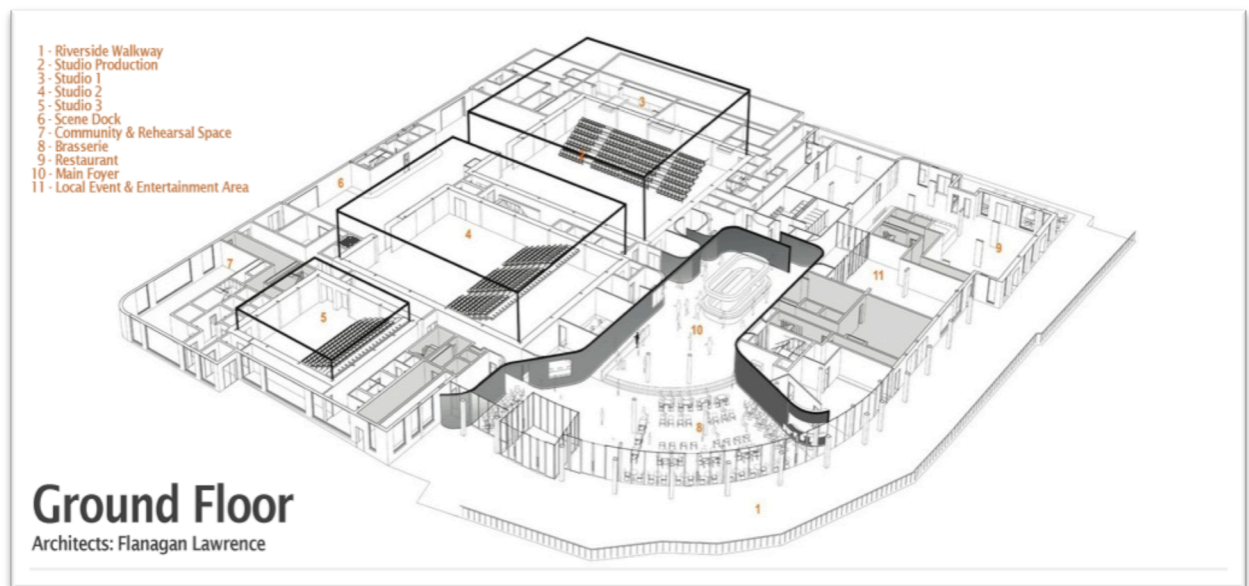 1 - Riverside Walkway
2 - Studio Production
3 - Studio 1
4 - Studio 2
5 - Studio 3
6 - Scene Dock
7 - Community & Rehearsal Space
8 - Brasserie
9 - Restaurant
10 - Main Foyer
11 - Local Event & Entertainment Area
3
2
6
4
9
7
11
5
10
8
1
Ground Floor
Architects: Flanagan Lawrence